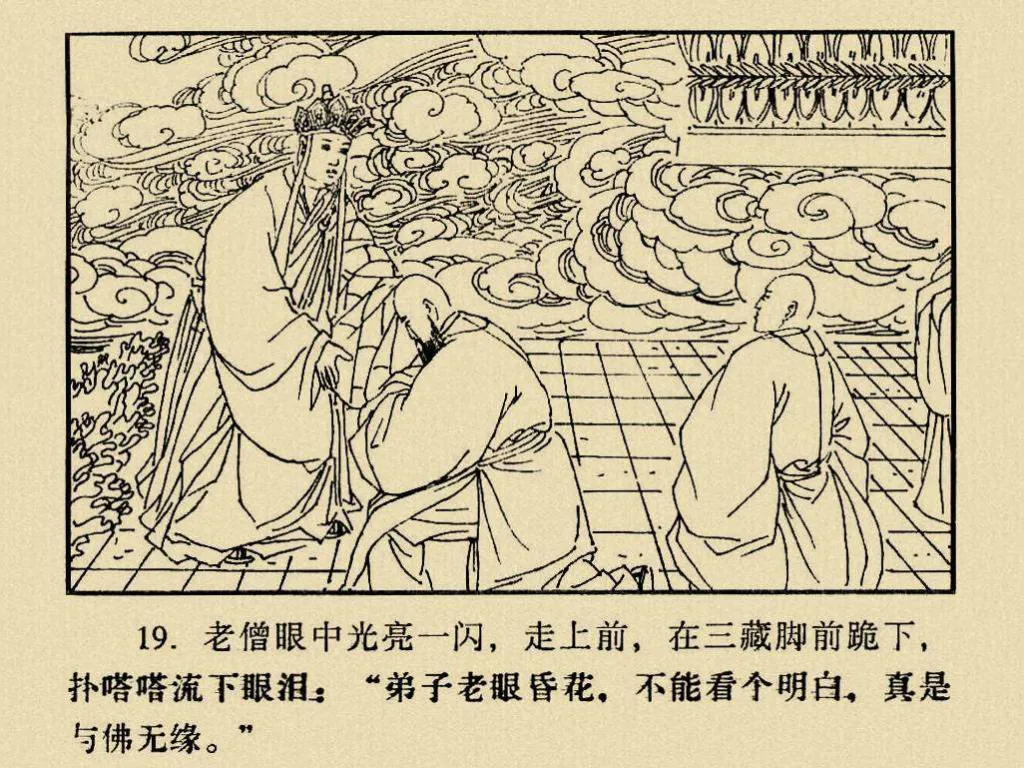 19. 老僧眼中光亮一闪，走上前，在三藏脚前跪下，
扑嗒嗒流下眼泪：“弟子老眼昏花，不能看个明白，真是
与佛无缘。”